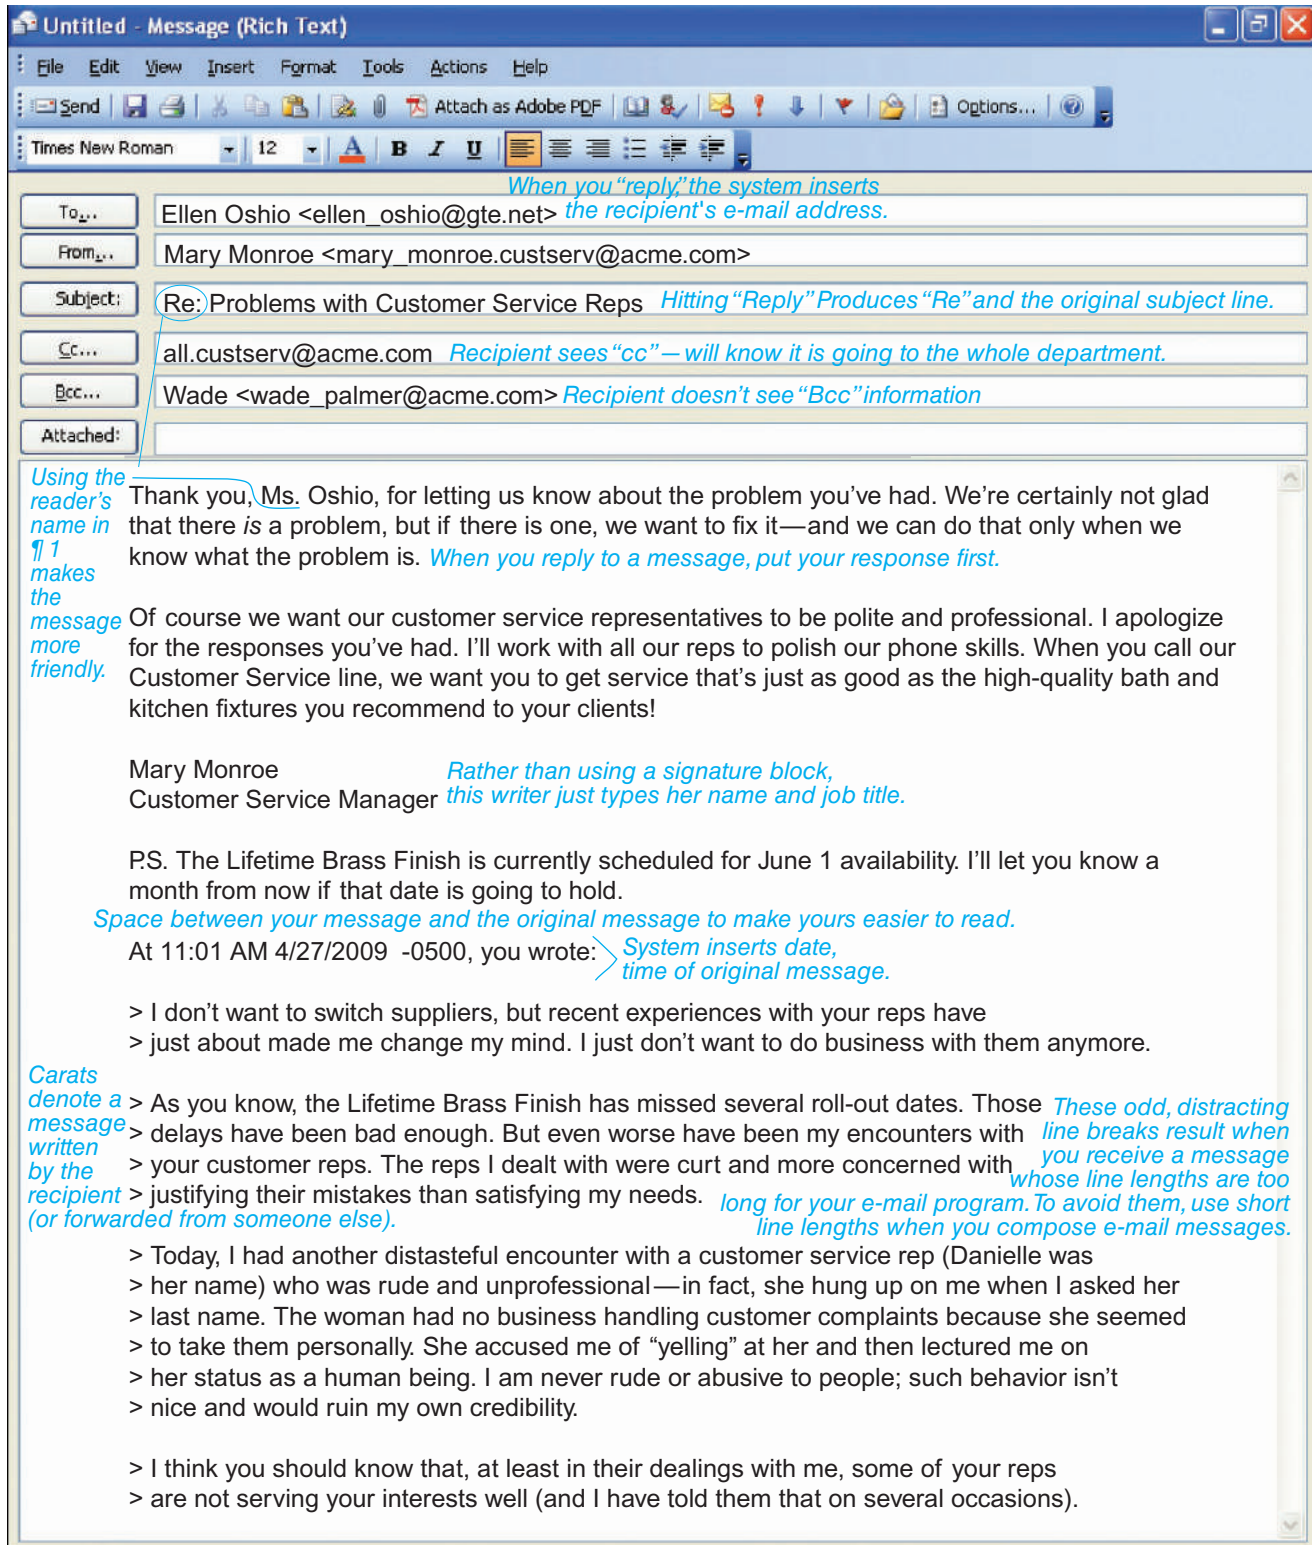 Untitled - Message (Rich Text)
File Edit View Insert Format Tools Actions Help
Send Attach as Adobe PDF Options...
Times New Roman 12 A B I U
When you “reply,” the system inserts
To... Ellen Oshio <ellen_oshio@gte.net> the recipient's e-mail address.
From... Mary Monroe <mary_monroe.custserv@acme.com>
Subject: Re: Problems with Customer Service Reps Hitting “Reply” Produces “Re” and the original subject line.
Cc... all.custserv@acme.com Recipient sees “cc” — will know it is going to the whole department.
Bcc... Wade <wade_palmer@acme.com> Recipient doesn’t see “Bcc” information
Attached:
Using the
reader’s
name in
¶ 1
makes
the
message
more
friendly.
Thank you, Ms. Oshio, for letting us know about the problem you’ve had. We’re certainly not glad
that there is a problem, but if there is one, we want to fix it—and we can do that only when we
know what the problem is. When you reply to a message, put your response first.
Of course we want our customer service representatives to be polite and professional. I apologize
for the responses you’ve had. I’ll work with all our reps to polish our phone skills. When you call our
Customer Service line, we want you to get service that’s just as good as the high-quality bath and
kitchen fixtures you recommend to your clients!
Mary Monroe
Customer Service Manager
Rather than using a signature block,
this writer just types her name and job title.
P.S. The Lifetime Brass Finish is currently scheduled for June 1 availability. I’ll let you know a
month from now if that date is going to hold.
Space between your message and the original message to make yours easier to read.
At 11:01 AM 4/27/2009 -0500, you wrote:
System inserts date,
time of original message.
> I don’t want to switch suppliers, but recent experiences with your reps have
> just about made me change my mind. I just don’t want to do business with them anymore.
Carats
denote a
message
written
by the
recipient
(or forwarded from someone else).
> As you know, the Lifetime Brass Finish has missed several roll-out dates. Those
> delays have been bad enough. But even worse have been my encounters with
> your customer reps. The reps I dealt with were curt and more concerned with
> justifying their mistakes than satisfying my needs.
These odd, distracting
line breaks result when
you receive a message
whose line lengths are too
long for your e-mail program. To avoid them, use short
line lengths when you compose e-mail messages.
> Today, I had another distasteful encounter with a customer service rep (Danielle was
> her name) who was rude and unprofessional—in fact, she hung up on me when I asked her
> last name. The woman had no business handling customer complaints because she seemed
> to take them personally. She accused me of “yelling” at her and then lectured me on
> her status as a human being. I am never rude or abusive to people; such behavior isn’t
> nice and would ruin my own credibility.
> I think you should know that, at least in their dealings with me, some of your reps
> are not serving your interests well (and I have told them that on several occasions).